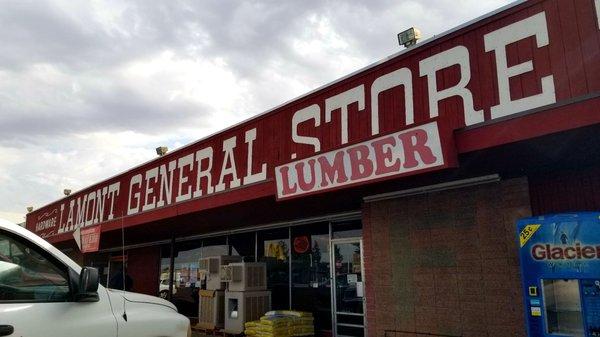 HARDWARE
LAMONT GENERAL STORE
LUMBER
25¢
Glacier